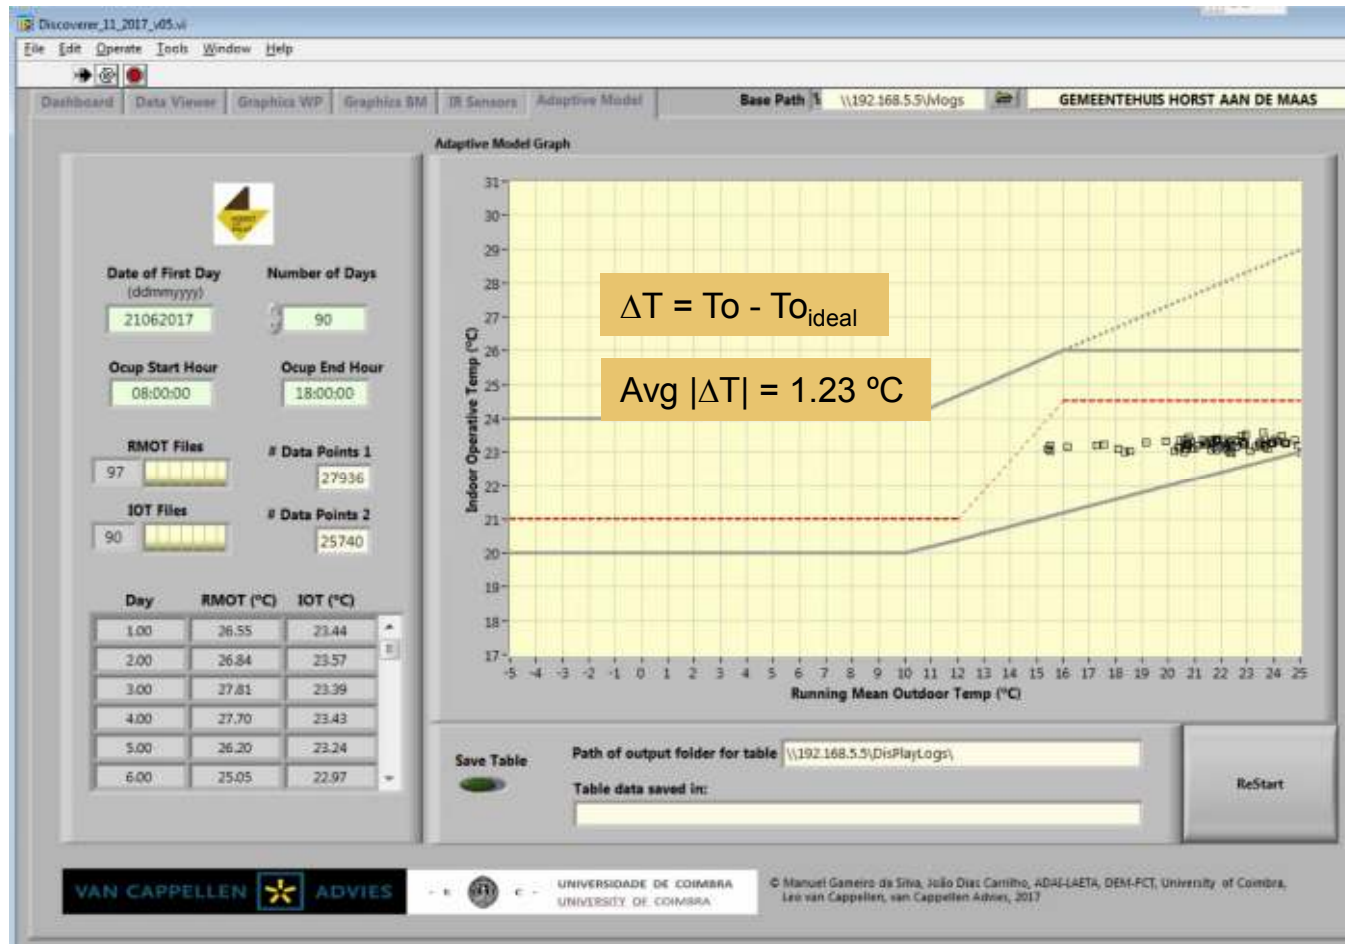 Discoverer_11_2017_v05.vi
File Edit Operate Tools Window Help
Dashboard Data Viewer Graphics WP Graphics BM IR Sensors Adaptive Model Base Path \\192.168.5.5\Mogs GEMEENTEHUIS HORST AAN DE MAAS
Adaptive Model Graph
Date of First Day Number of Days
(ddmmyyyy)
21062017 90
Ocup Start Hour Ocup End Hour
08:00:00 18:00:00
RMOT Files # Data Points 1
97 27936
IOT Files # Data Points 2
90 25740
Day RMOT (ºC) IOT (ºC)
1.00 26.55 23.44
2.00 26.84 23.57
3.00 27.81 23.39
4.00 27.70 23.43
5.00 26.20 23.24
6.00 25.05 22.97
Indoor Operative Temp (ºC)
31
30
29
28
27
26
25
24
23
22
21
20
19
18
17
ΔT = To - Toideal
Avg |ΔT| = 1.23 ºC
-5 -4 -3 -2 -1 0 1 2 3 4 5 6 7 8 9 10 11 12 13 14 15 16 17 18 19 20 21 22 23 24 25
Running Mean Outdoor Temp (ºC)
Save Table
Path of output folder for table \\192.168.5.5\DisPlayLogs\
Table data saved in:
ReStart
VAN CAPPELLEN ADVIES
UNIVERSIDADE DE COIMBRA
UNIVERSITY OF COIMBRA
© Manuel Gameiro da Silva, João Dias Carrilho, ADAI-LAETA, DEM-FCT, University of Coimbra,
Leo van Cappellen, van Cappellen Advies, 2017